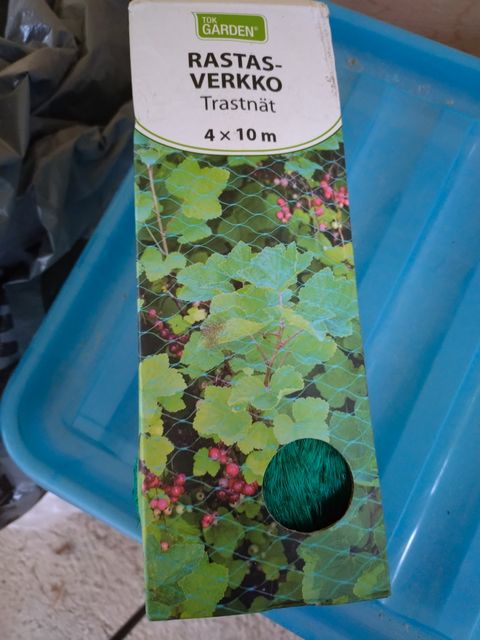 TOK
GARDEN®
RASTAS-
VERKKO
Trastnät
4 × 10 m